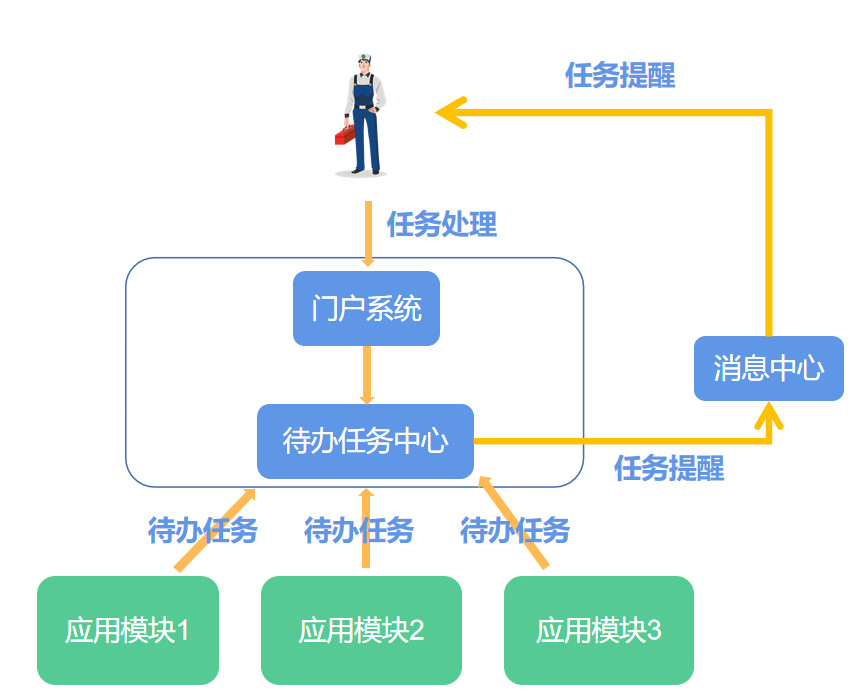 任务提醒
任务处理
门户系统
消息中心
待办任务中心
任务提醒
待办任务
待办任务
待办任务
应用模块1
应用模块2
应用模块3